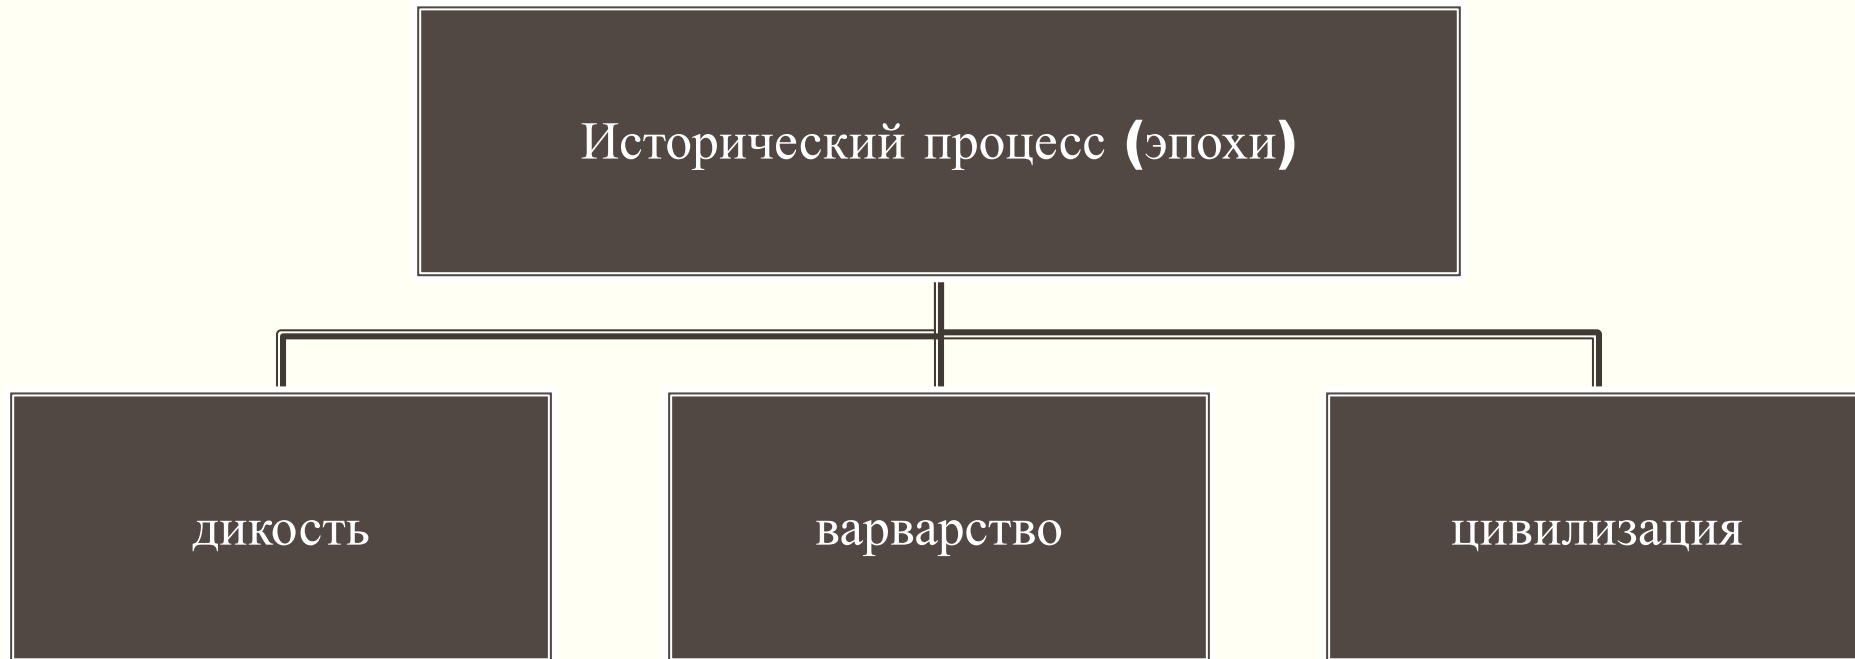 Исторический процесс (эпохи)
дикость
варварство
цивилизация